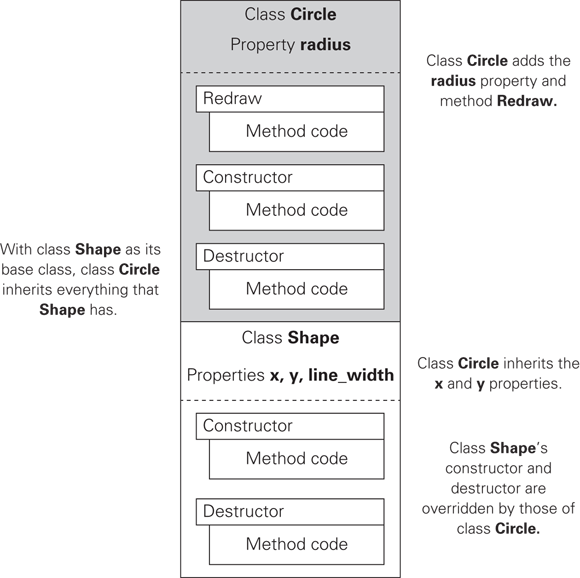 Class Circle
Property radius
Class Circle adds the
radius property and
method Redraw.
Redraw
Method code
Constructor
Method code
With class Shape as its
base class, class Circle
inherits everything that
Shape has.
Destructor
Method code
Class Shape
Properties x, y, line_width
Class Circle inherits the
x and y properties.
Constructor
Method code
Class Shape‘s
constructor and
destructor are
overridden by those of
class Circle.
Destructor
Method code